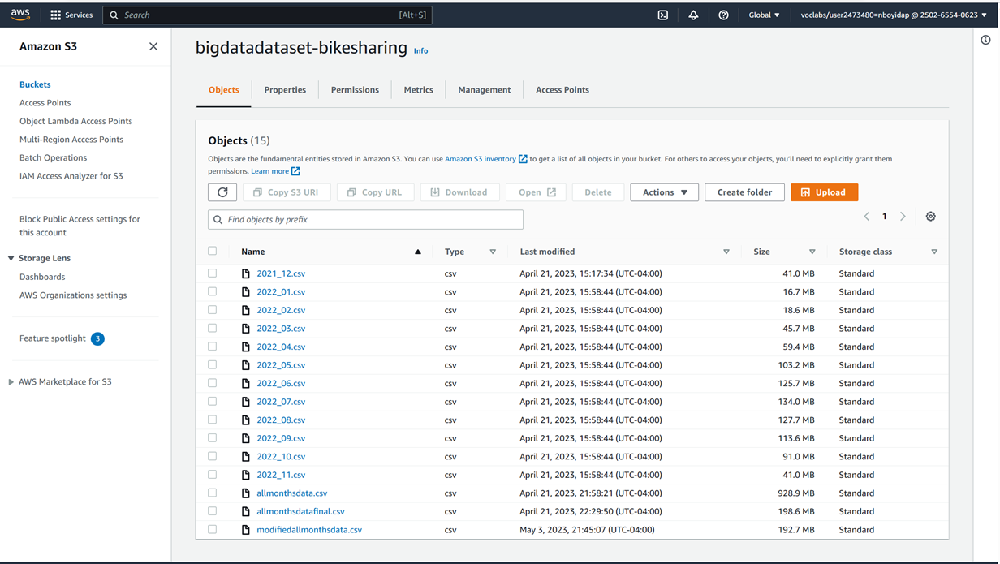 aws Services Search [Alt+S] Global voclabs/user2473480=nboyidap @ 2502-6554-0623
Amazon S3
Buckets
Access Points
Object Lambda Access Points
Multi-Region Access Points
Batch Operations
IAM Access Analyzer for S3
Block Public Access settings for
this account
Storage Lens
Dashboards
AWS Organizations settings
Feature spotlight 3
AWS Marketplace for S3
bigdatadataset-bikesharing Info
Objects Properties Permissions Metrics Management Access Points
Objects (15)
Objects are the fundamental entities stored in Amazon S3. You can use Amazon S3 inventory to get a list of all objects in your bucket. For others to access your objects, you'll need to explicitly grant them
permissions. Learn more
Copy S3 URI Copy URL Download Open Delete Actions Create folder Upload
Find objects by prefix 1
Name Type Last modified Size Storage class
2021_12.csv csv April 21, 2023, 15:17:34 (UTC-04:00) 41.0 MB Standard
2022_01.csv csv April 21, 2023, 15:58:44 (UTC-04:00) 16.7 MB Standard
2022_02.csv csv April 21, 2023, 15:58:44 (UTC-04:00) 18.6 MB Standard
2022_03.csv csv April 21, 2023, 15:58:44 (UTC-04:00) 45.7 MB Standard
2022_04.csv csv April 21, 2023, 15:58:44 (UTC-04:00) 59.4 MB Standard
2022_05.csv csv April 21, 2023, 15:58:44 (UTC-04:00) 103.2 MB Standard
2022_06.csv csv April 21, 2023, 15:58:44 (UTC-04:00) 125.7 MB Standard
2022_07.csv csv April 21, 2023, 15:58:44 (UTC-04:00) 134.0 MB Standard
2022_08.csv csv April 21, 2023, 15:58:44 (UTC-04:00) 127.7 MB Standard
2022_09.csv csv April 21, 2023, 15:58:44 (UTC-04:00) 113.6 MB Standard
2022_10.csv csv April 21, 2023, 15:58:44 (UTC-04:00) 91.0 MB Standard
2022_11.csv csv April 21, 2023, 15:58:44 (UTC-04:00) 41.0 MB Standard
allmonthsdata.csv csv April 21, 2023, 21:58:21 (UTC-04:00) 928.9 MB Standard
allmonthsdatafinal.csv csv April 21, 2023, 22:29:50 (UTC-04:00) 198.6 MB Standard
modifiedallmonthsdata.csv csv May 3, 2023, 21:45:07 (UTC-04:00) 192.7 MB Standard